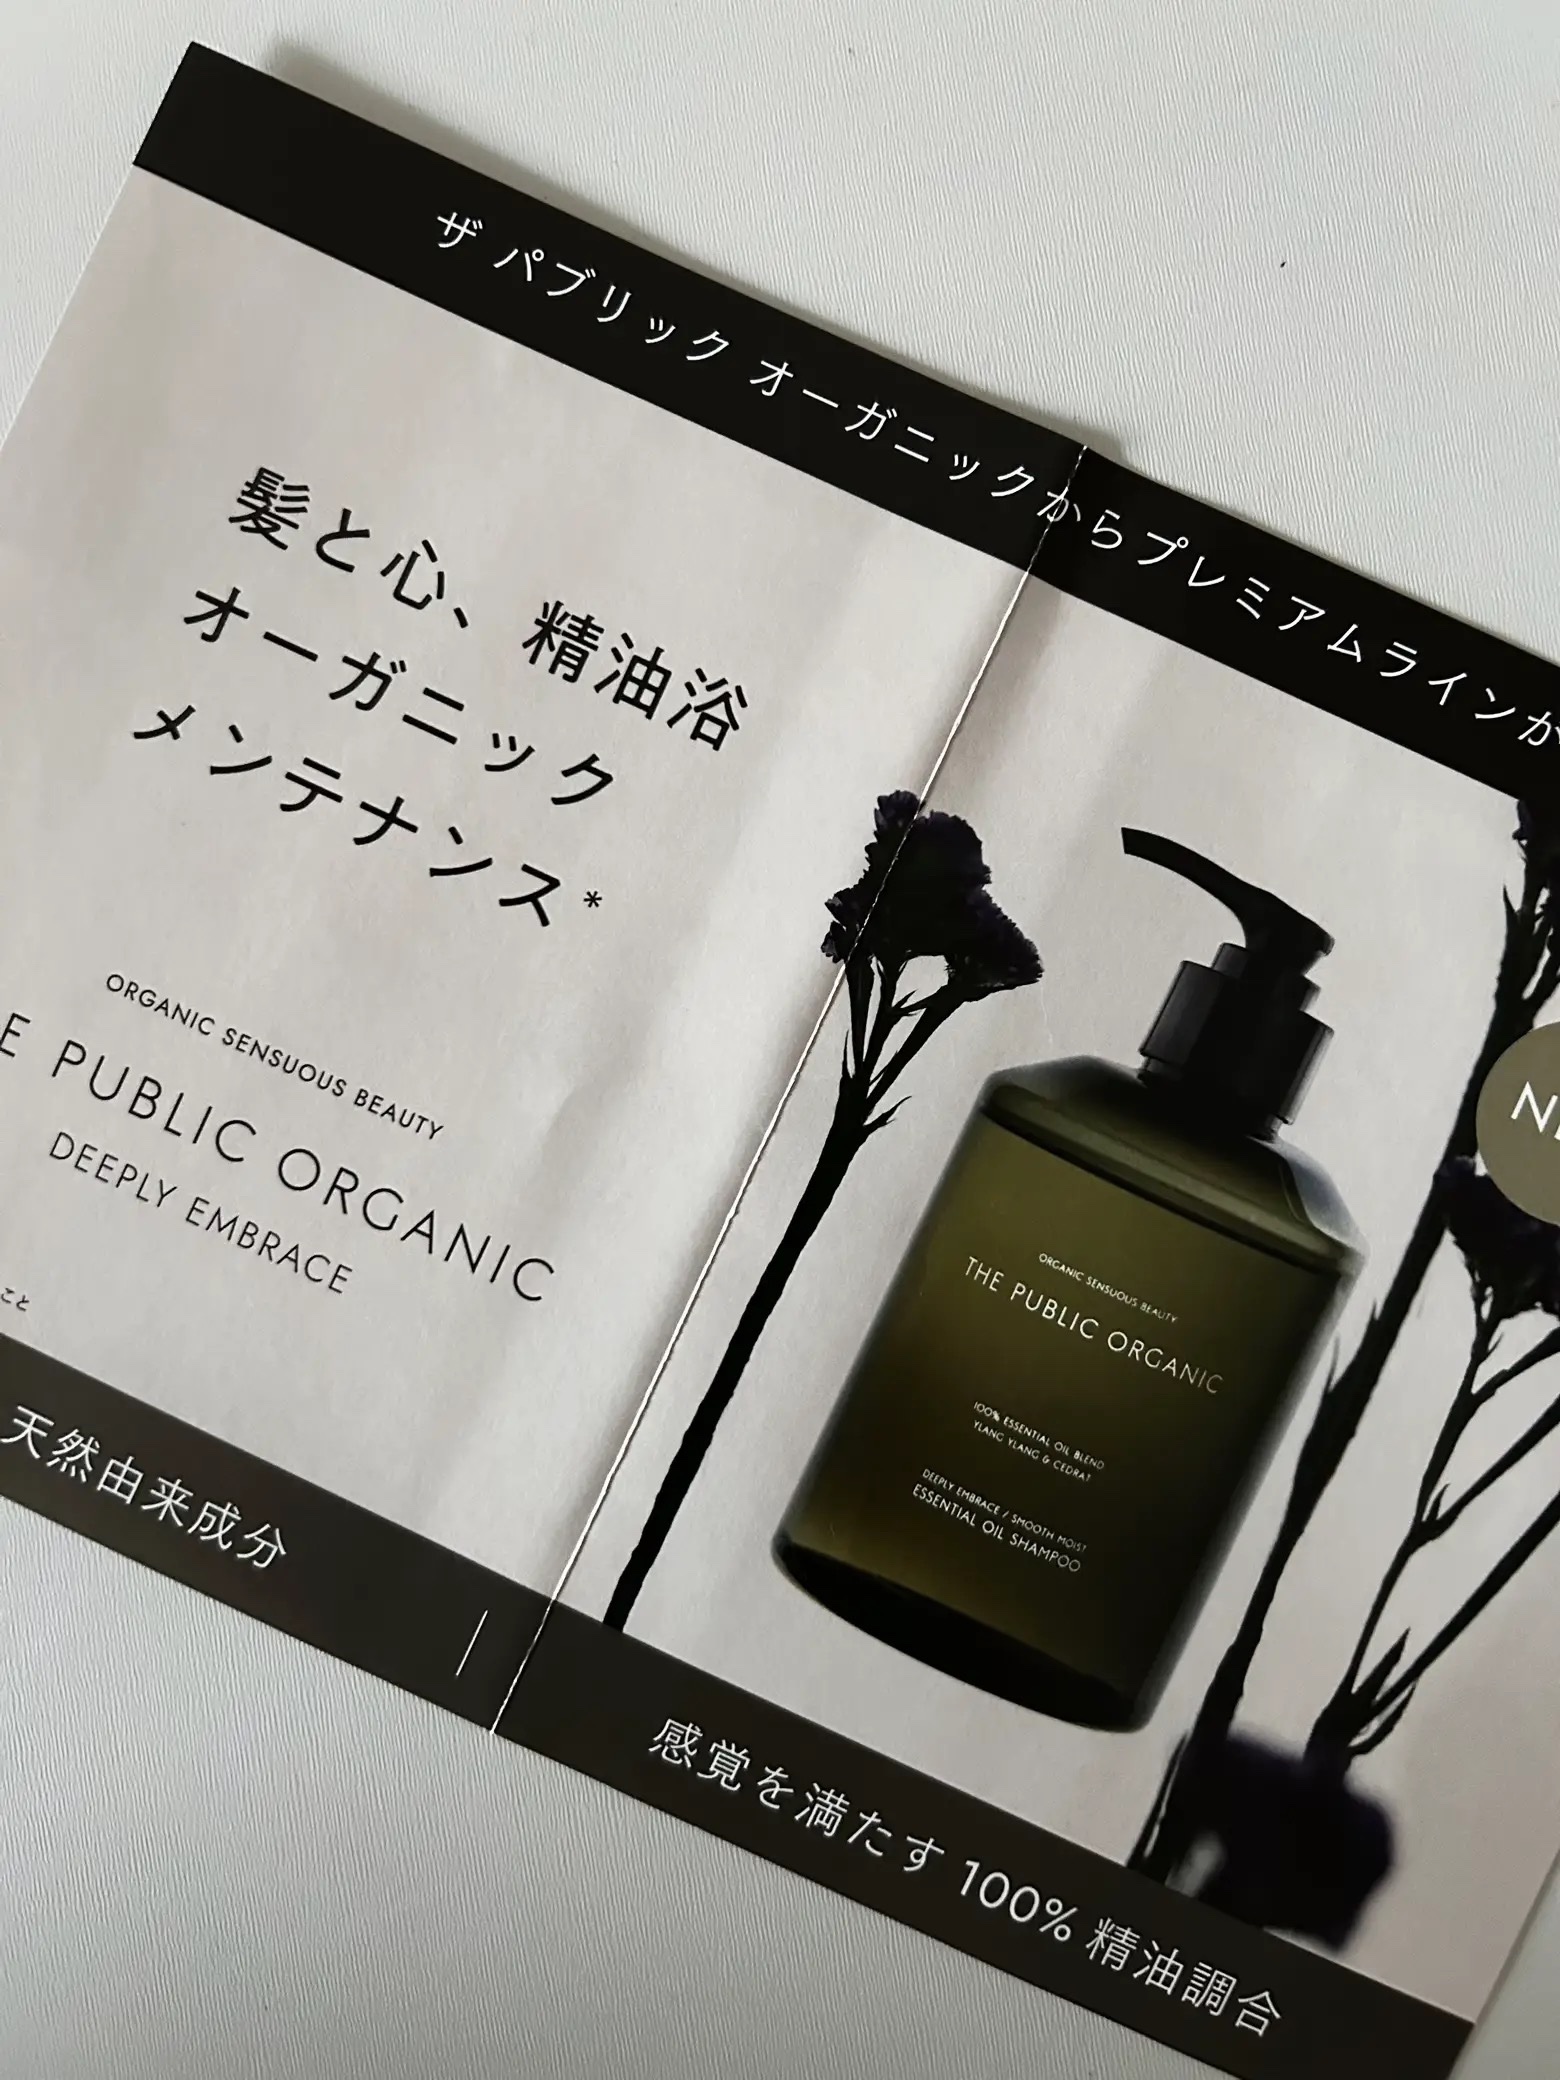 ザ パブリック オーガニックからプレミアムラインが
髪と心、精油浴
オーガニック
メンテナンス*
ORGANIC SENSUOUS BEAUTY
E PUBLIC ORGANIC
DEEPLY EMBRACE
こと
天然由来成分
感覚を満たす 100% 精油調合
ORGANIC SENSUOUS BEAUTY
THE PUBLIC ORGANIC
100% ESSENTIAL OIL BLEND
YLANG YLANG & CEDRAT
DEEPLY EMBRACE / SMOOTH MOIST
ESSENTIAL OIL SHAMPOO